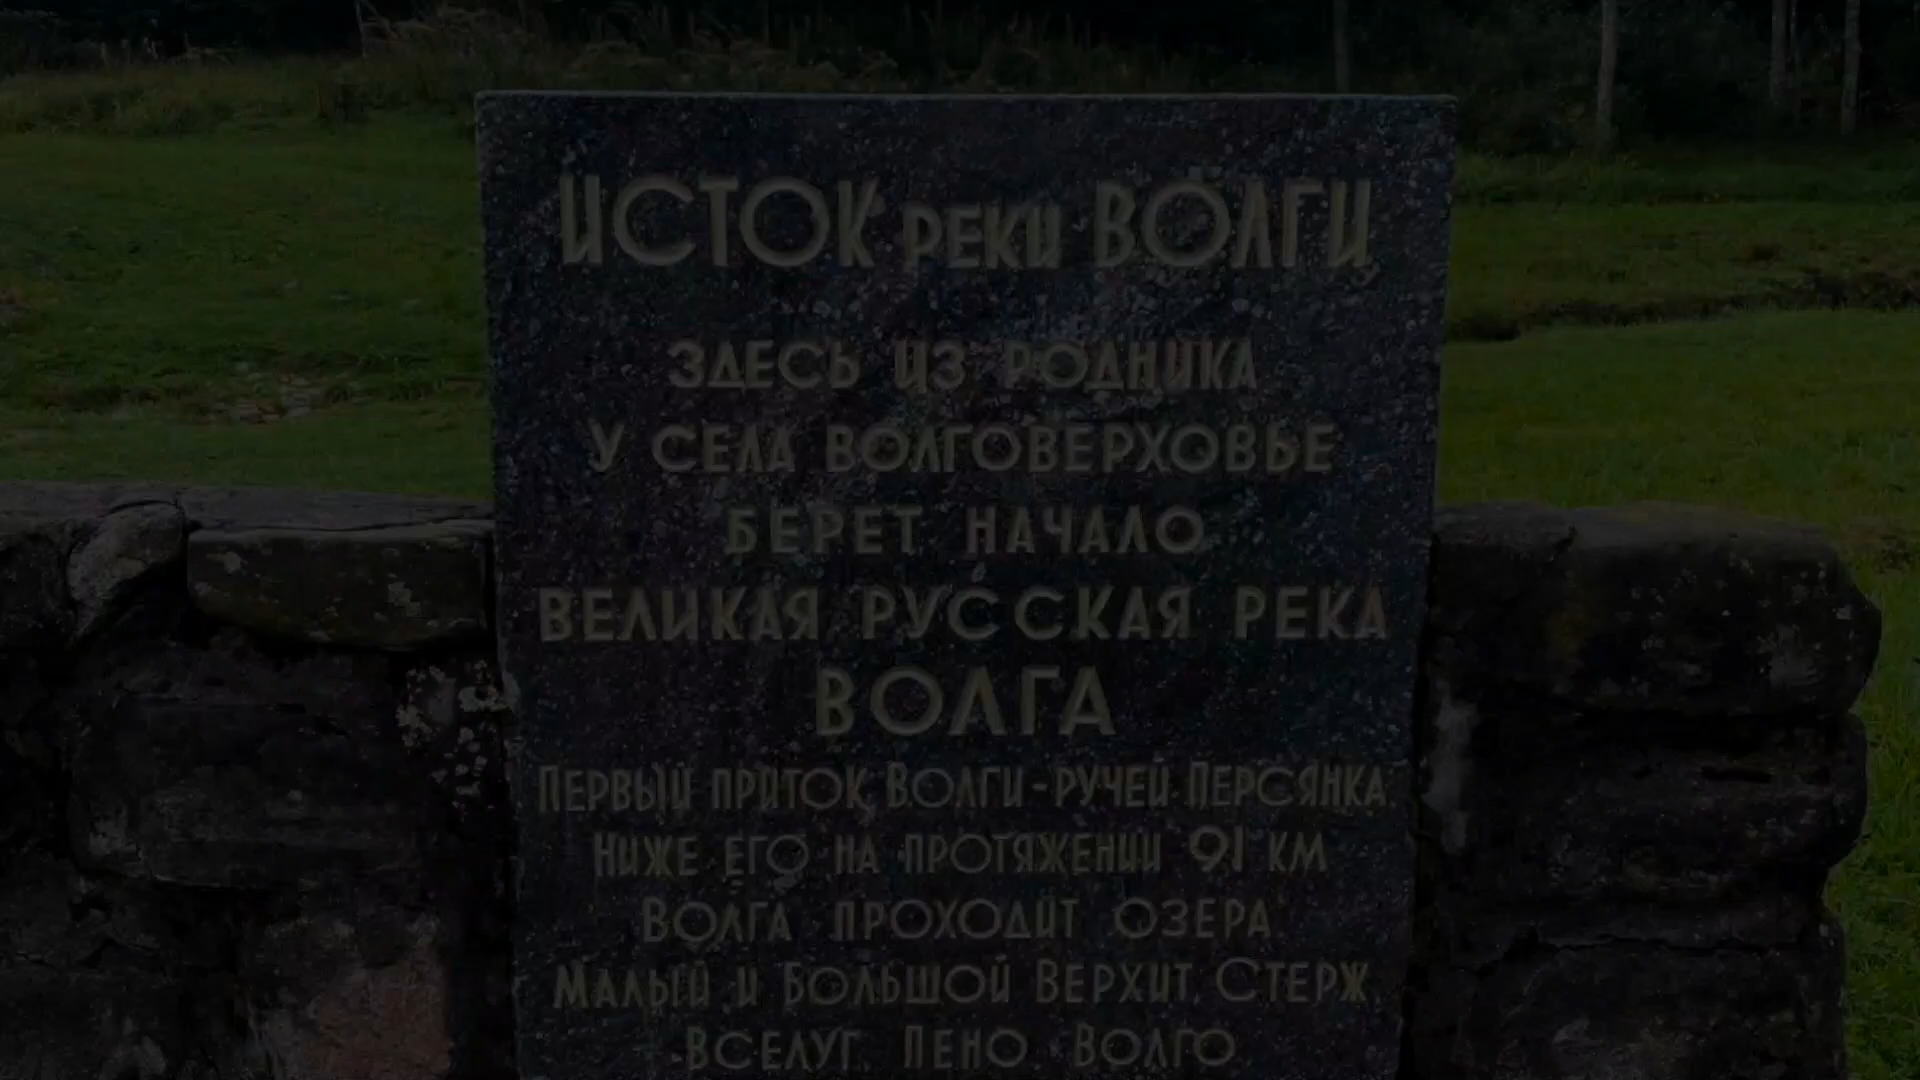 ИСТОК РЕКИ ВОЛГИ
ЗДЕСЬ ИЗ РОДНИКА
У СЕЛА ВОЛГОВЕРХОВЬЕ
БЕРЕТ НАЧАЛО
ВЕЛИКАЯ РУССКАЯ РЕКА
ВОЛГА
ПЕРВЫЙ ПРИТОК ВОЛГИ-РУЧЕЙ ПЕРСЯНКА.
НИЖЕ ЕГО НА ПРОТЯЖЕНИИ 91 КМ
ВОЛГА ПРОХОДИТ ОЗЕРА
МАЛЫЙ И БОЛЬШОЙ ВЕРХИТ, СТЕРЖ,
ВСЕЛУГ, ПЕНО, ВОЛГО